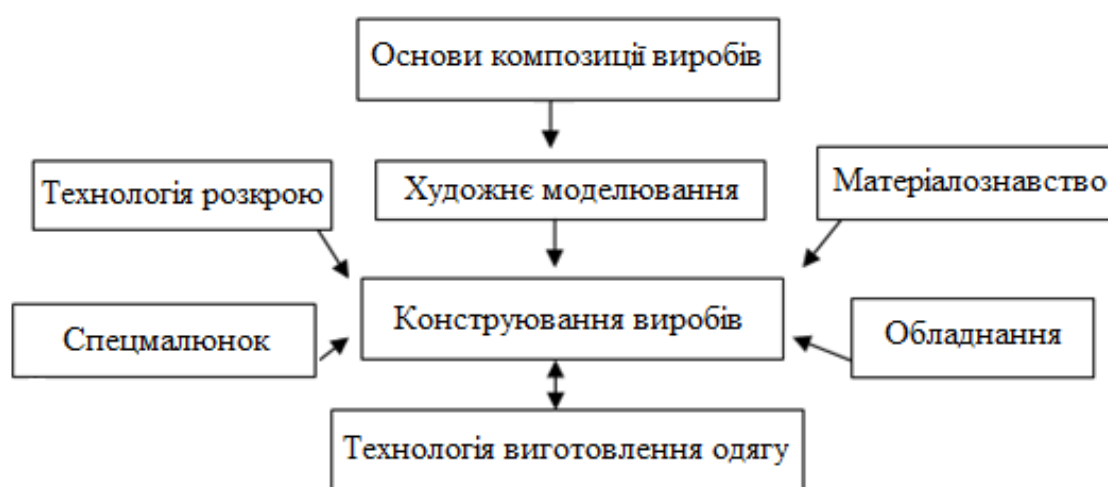 Основи композиції виробів
Технологія розкрою
Художнє моделювання
Матеріалознавство
Спецмалюнок
Конструювання виробів
Обладнання
Технологія виготовлення одягу